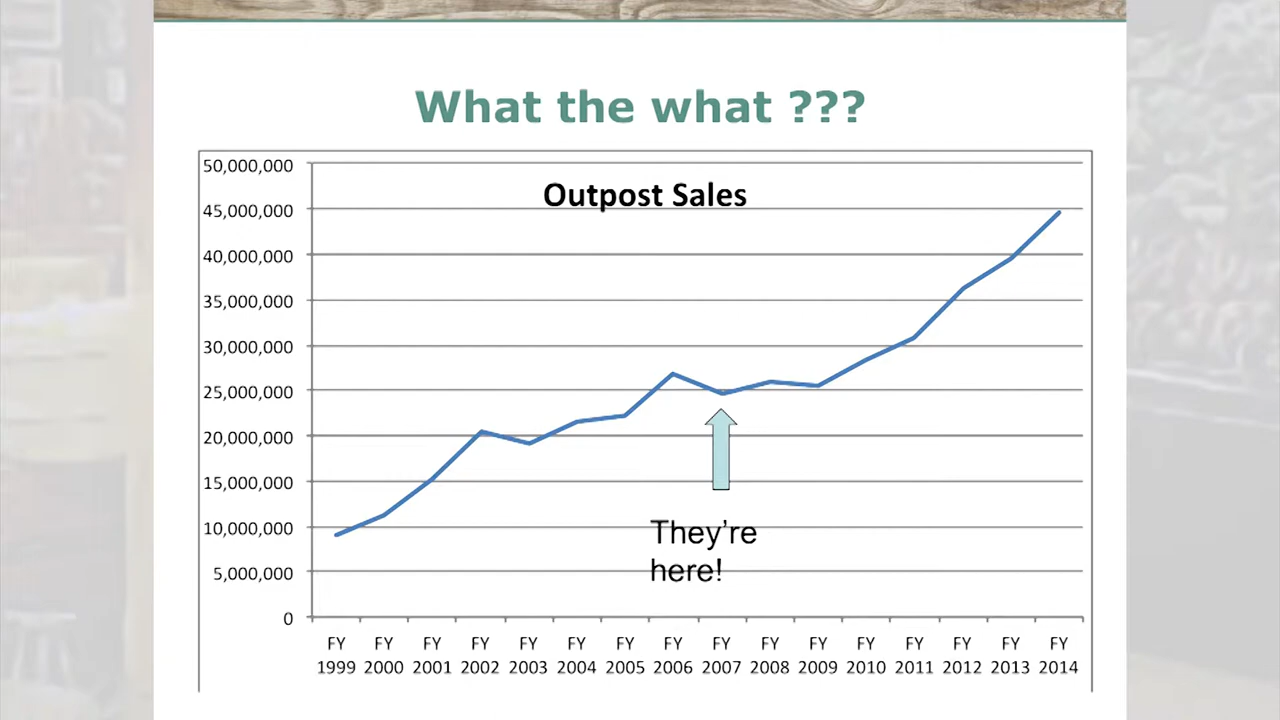 What the what ???
Outpost Sales
50,000,000
45,000,000
40,000,000
35,000,000
30,000,000
25,000,000
20,000,000
15,000,000
10,000,000
5,000,000
0
They're
here!
FY FY FY FY FY FY FY FY FY FY FY FY FY FY FY FY
1999 2000 2001 2002 2003 2004 2005 2006 2007 2008 2009 2010 2011 2012 2013 2014